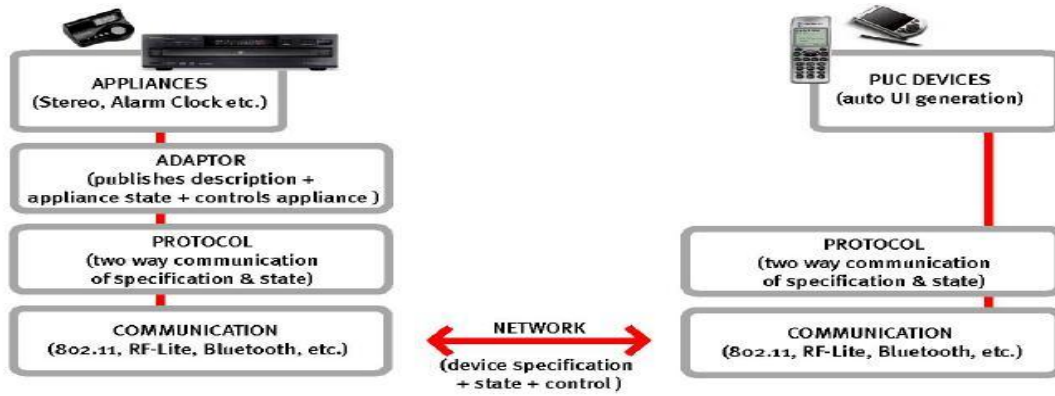 APPLIANCES
(Stereo, Alarm Clock etc.)
PUC DEVICES
(auto UI generation)
ADAPTOR
(publishes description +
appliance state + controls appliance )
PROTOCOL
(two way communication
of specification & state)
PROTOCOL
(two way communication
of specification & state)
COMMUNICATION
(802.11, RF-Lite, Bluetooth, etc.)
NETWORK
(device specification
+ state + control )
COMMUNICATION
(802.11, RF-Lite, Bluetooth, etc.)